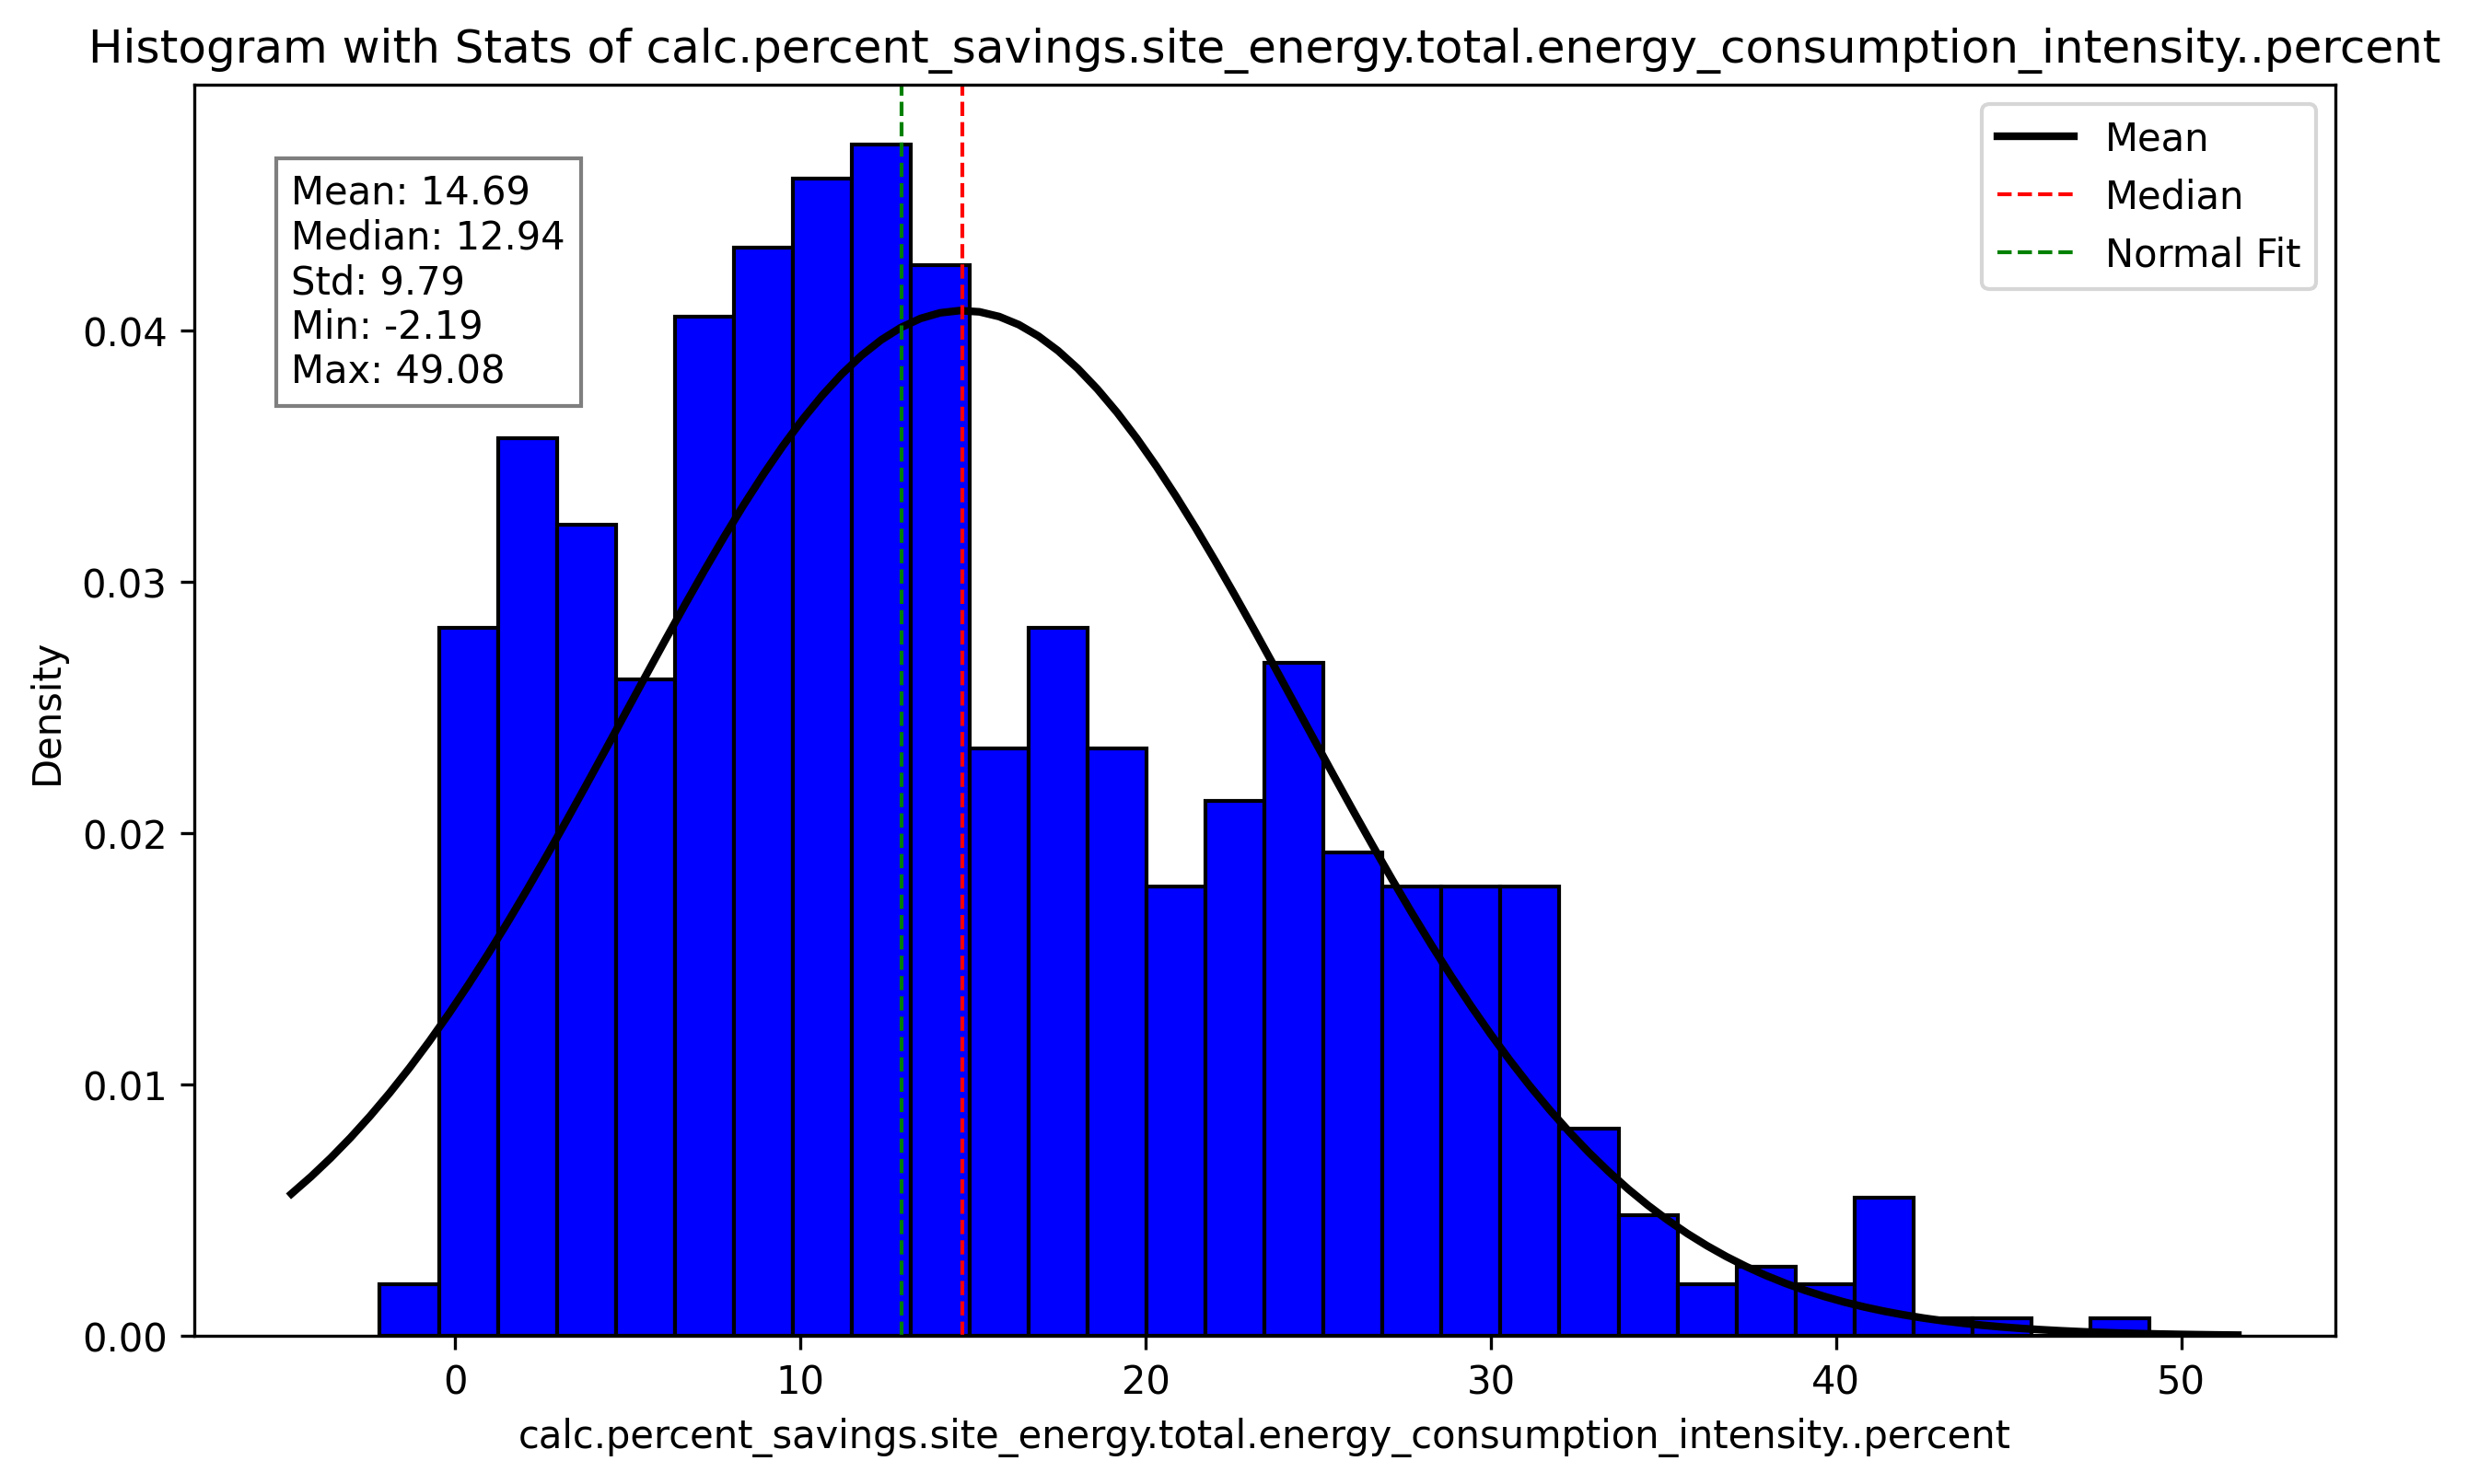 Histogram with Stats of calc.percent_savings.site_energy.total.energy_consumption_intensity..percent
Mean: 14.69
Median: 12.94
Std: 9.79
Min: -2.19
Max: 49.08
Mean
Median
Normal Fit
Density
0.04
0.03
0.02
0.01
0.00
0 10 20 30 40 50
calc.percent_savings.site_energy.total.energy_consumption_intensity..percent